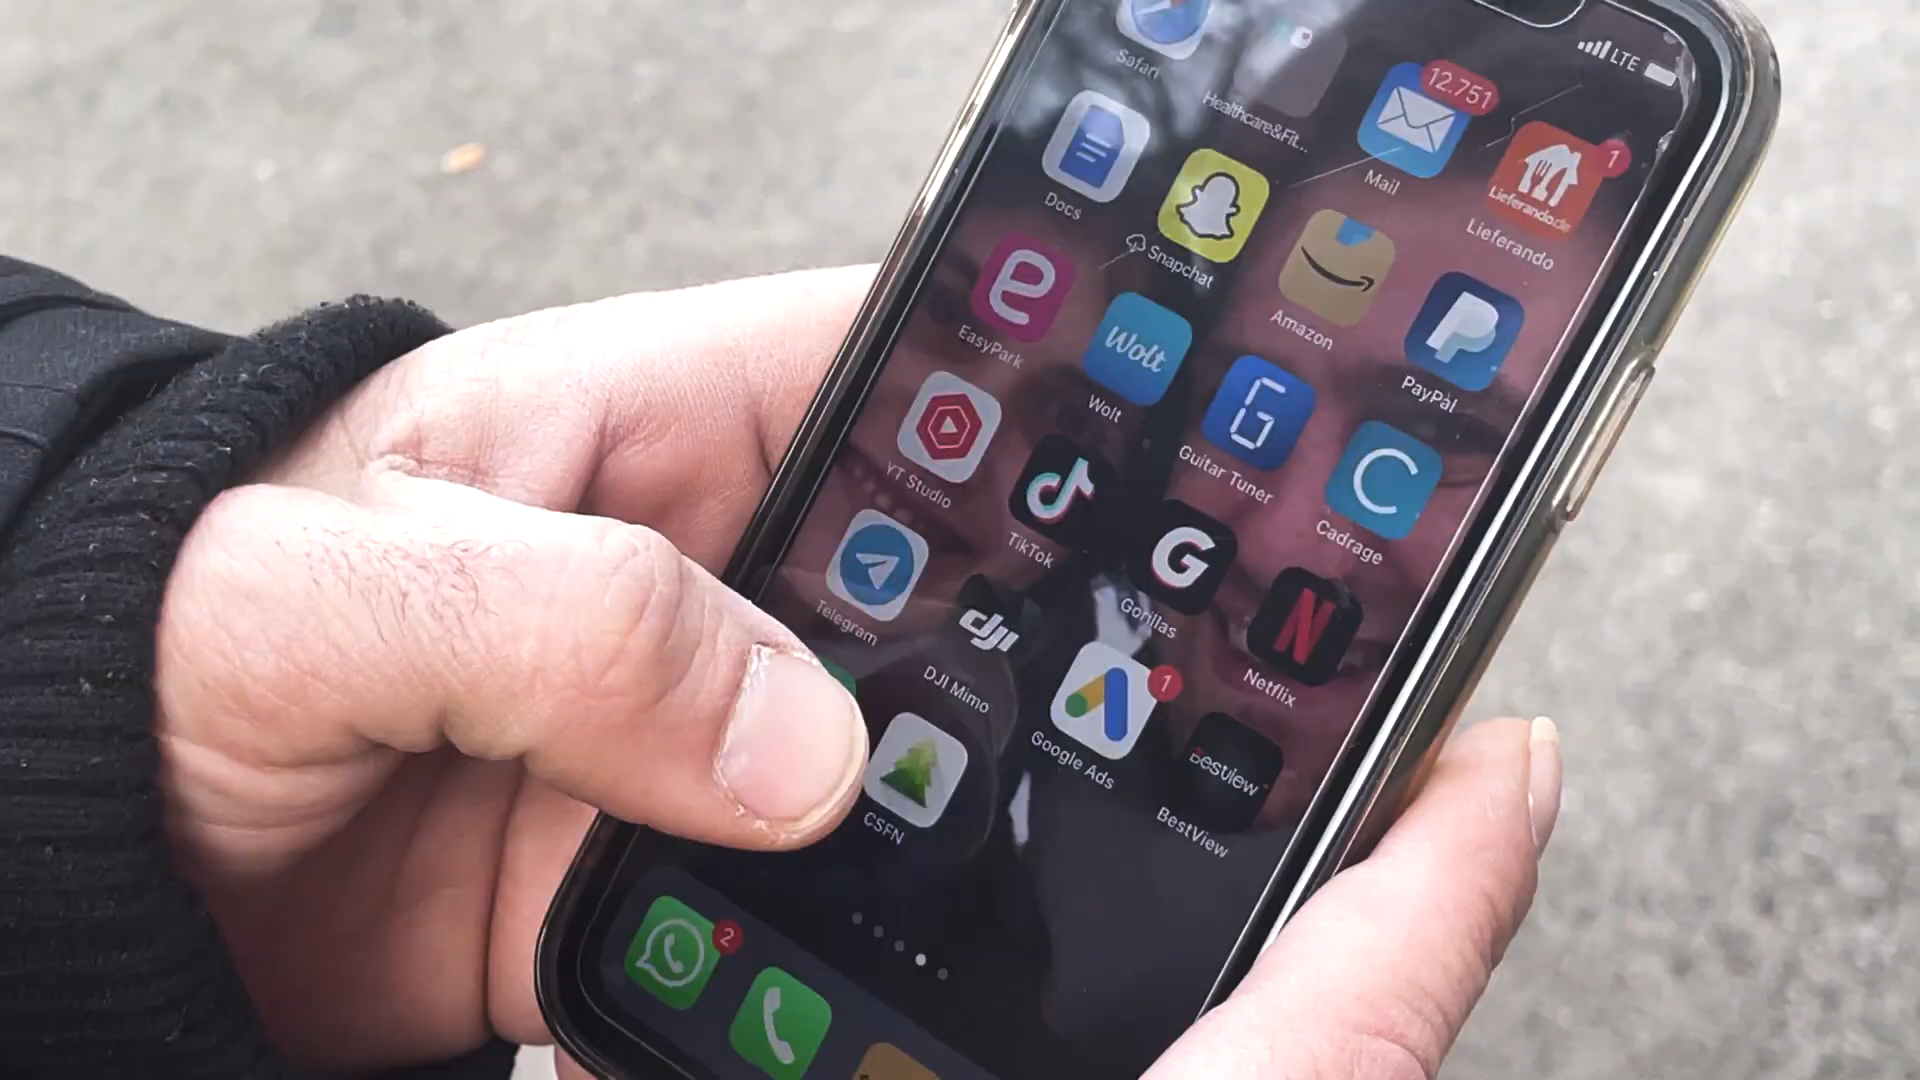 LTE
Safari
Healthcare&Fit...
12.751
Mail
1
Lieferando.de
Lieferando
Docs
Snapchat
Amazon
PayPal
EasyPark
Wolt
Wolt
Guitar Tuner
Cadrage
YT Studio
TikTok
G
Gorillas
N
Netflix
Telegram
dji
DJI Mimo
1
Google Ads
Bestview
BestView
CSFN
2